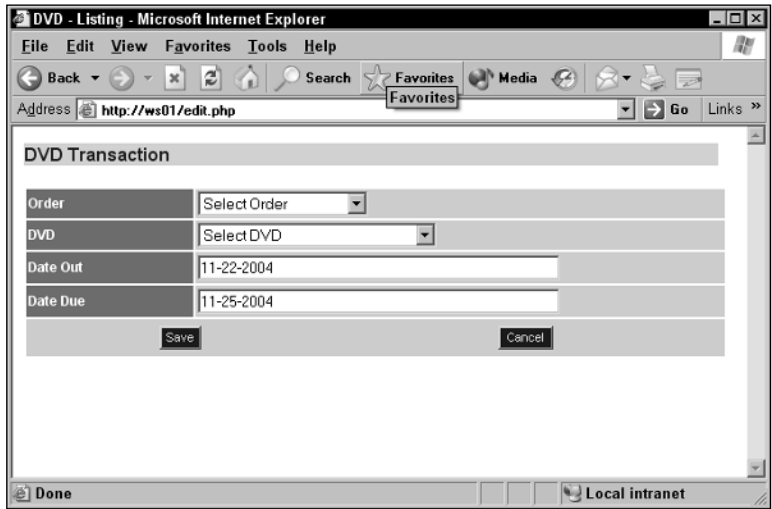 DVD - Listing - Microsoft Internet Explorer
File Edit View Favorites Tools Help
Back Search Favorites Media
Favorites
Address http://ws01/edit.php Go Links »
DVD Transaction
Order Select Order
DVD Select DVD
Date Out 11-22-2004
Date Due 11-25-2004
Save Cancel
Done Local intranet